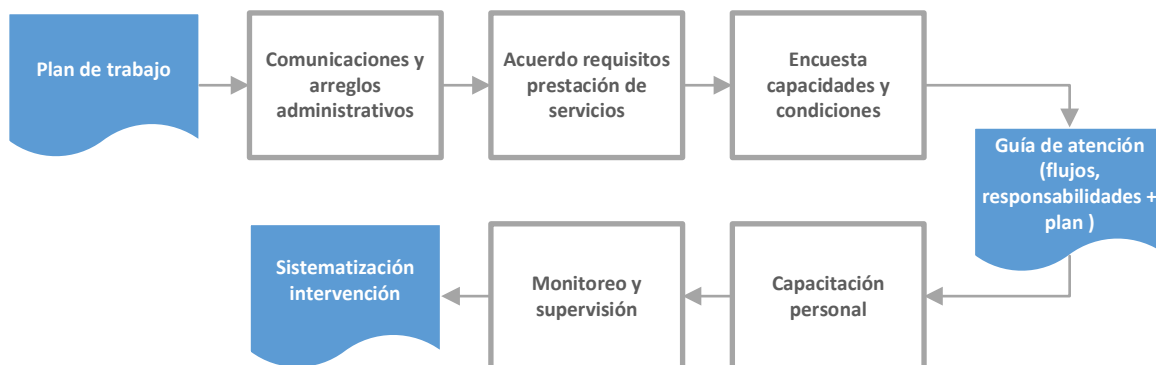 Plan de trabajo
Comunicaciones y
arreglos
administrativos
Acuerdo requisitos
prestación de
servicios
Encuesta
capacidades y
condiciones
Guía de atención
(flujos,
responsabilidades +
plan )
Capacitación
personal
Monitoreo y
supervisión
Sistematización
intervención